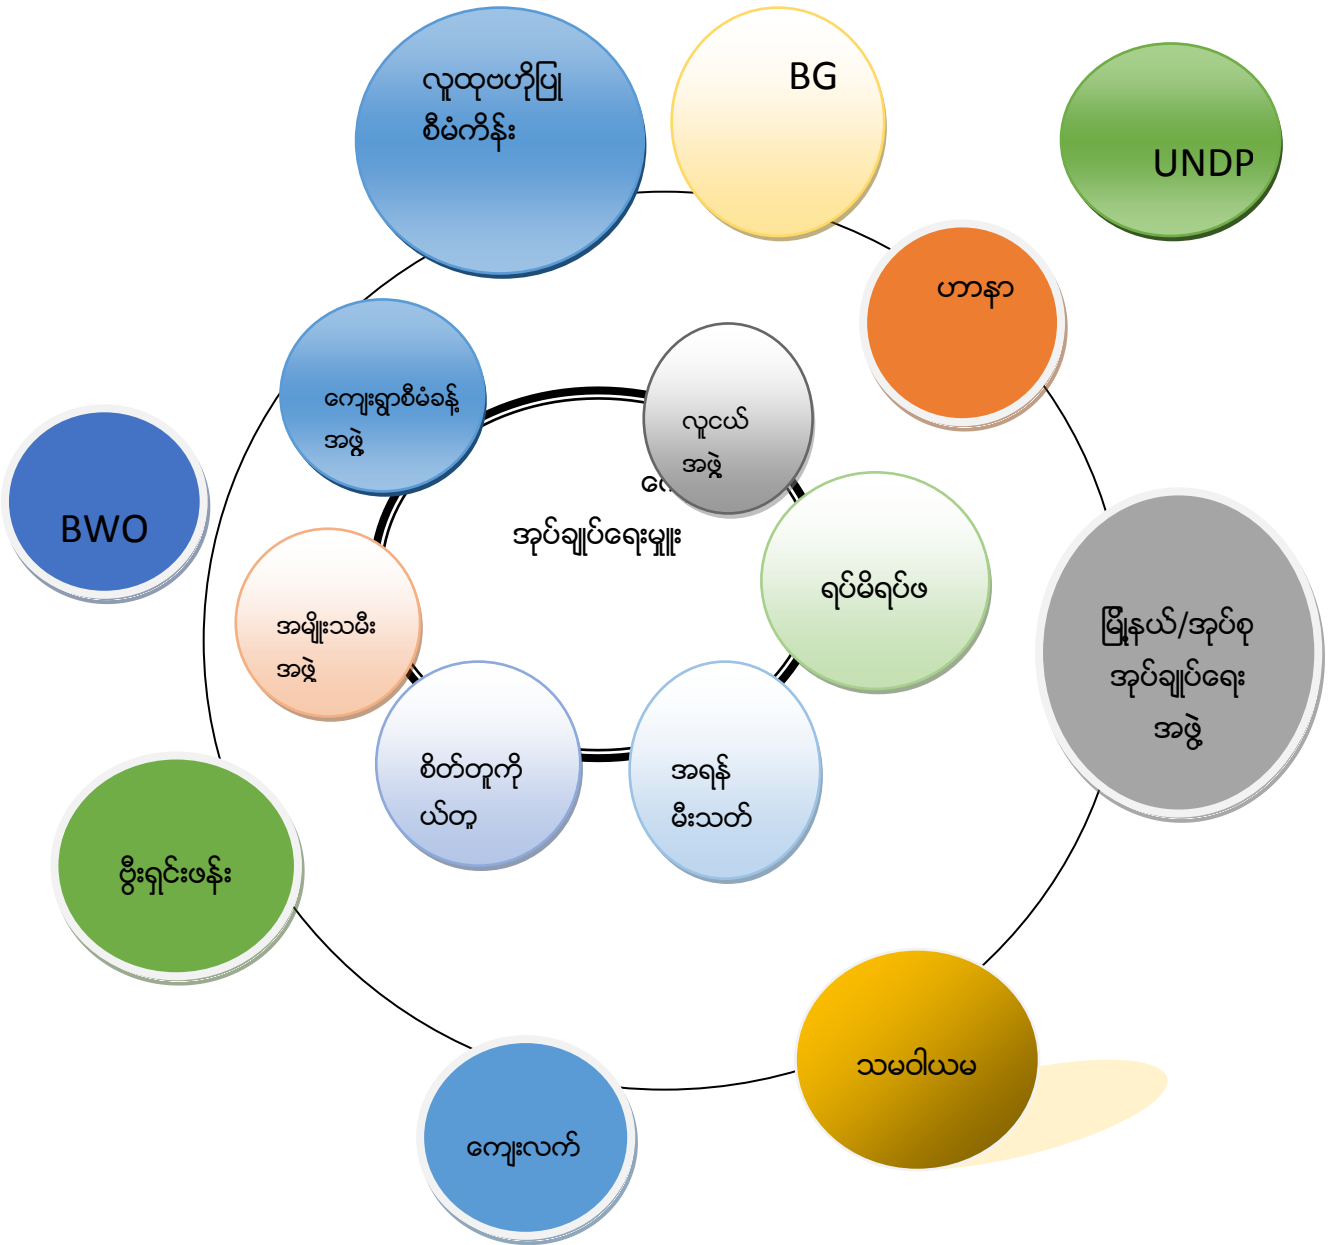 လူထုဗဟိုပြု
စီမံကိန်း
BG
UNDP
ဟာနာ
ကျေးရွာစီမံခန့်
အဖွဲ့
လူငယ်
အဖွဲ့
အုပ်ချုပ်ရေးမှူး
BWO
ရပ်မိရပ်ဖ
အမျိုးသမီး
အဖွဲ့
မြို့နယ်/အုပ်စု
အုပ်ချုပ်ရေး
အဖွဲ့
စိတ်တူကို
ယ်တူ
အရန်
မီးသတ်
ဗွီးရှင်းဖန်း
သမဝါယမ
ကျေးလက်